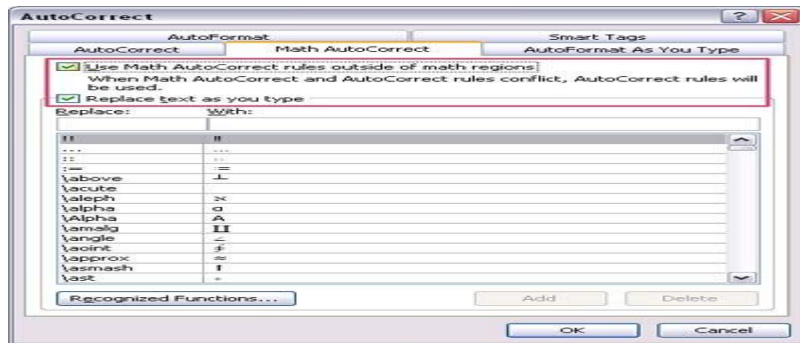 AutoCorrect
AutoFormat Smart Tags
AutoCorrect Math AutoCorrect AutoFormat As You Type
Use Math AutoCorrect rules outside of math regions
When Math AutoCorrect and AutoCorrect rules conflict, AutoCorrect rules will
be used.
Replace text as you type
Replace: With:
...
::
:=
\above ┴
\acute
\aleph ℵ
\alpha α
\Alpha Α
\amalg ∐
\angle ∠
\aoint ∳
\approx ≈
\asmash ⬆
\ast
Recognized Functions... Add Delete
OK Cancel